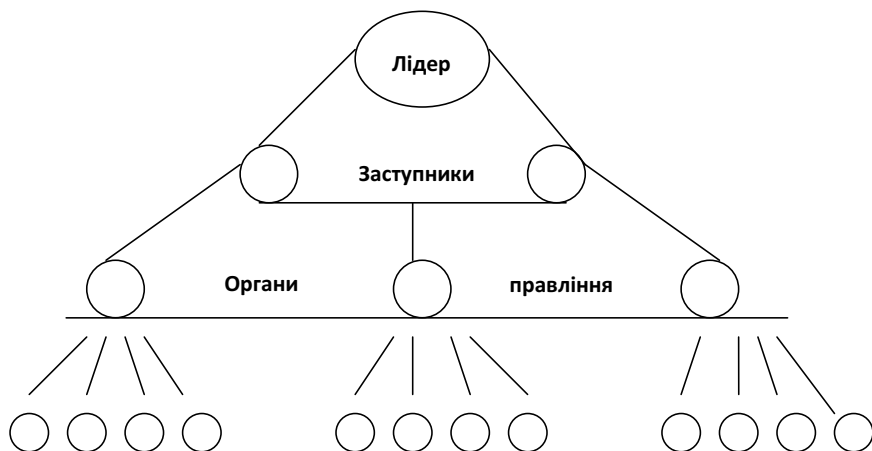 Лідер
Заступники
Органи правління